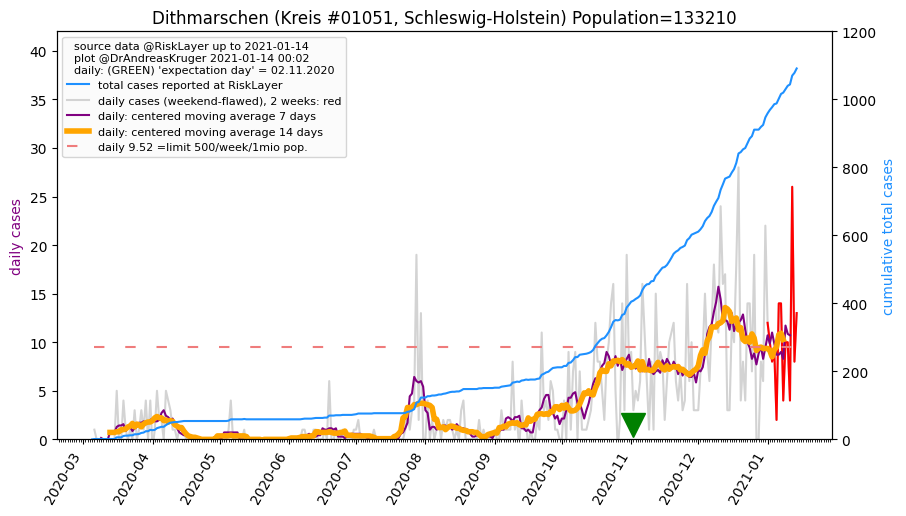 Dithmarschen (Kreis #01051, Schleswig-Holstein) Population=133210
source data @RiskLayer up to 2021-01-14
plot @DrAndreasKruger 2021-01-14 00:02
daily: (GREEN) 'expectation day' = 02.11.2020
total cases reported at RiskLayer
daily cases (weekend-flawed), 2 weeks: red
daily: centered moving average 7 days
daily: centered moving average 14 days
daily 9.52 =limit 500/week/1mio pop.
daily cases
40
35
30
25
20
15
10
5
0
cumulative total cases
1200
1000
800
600
400
200
0
2020-03
2020-04
2020-05
2020-06
2020-07
2020-08
2020-09
2020-10
2020-11
2020-12
2021-01